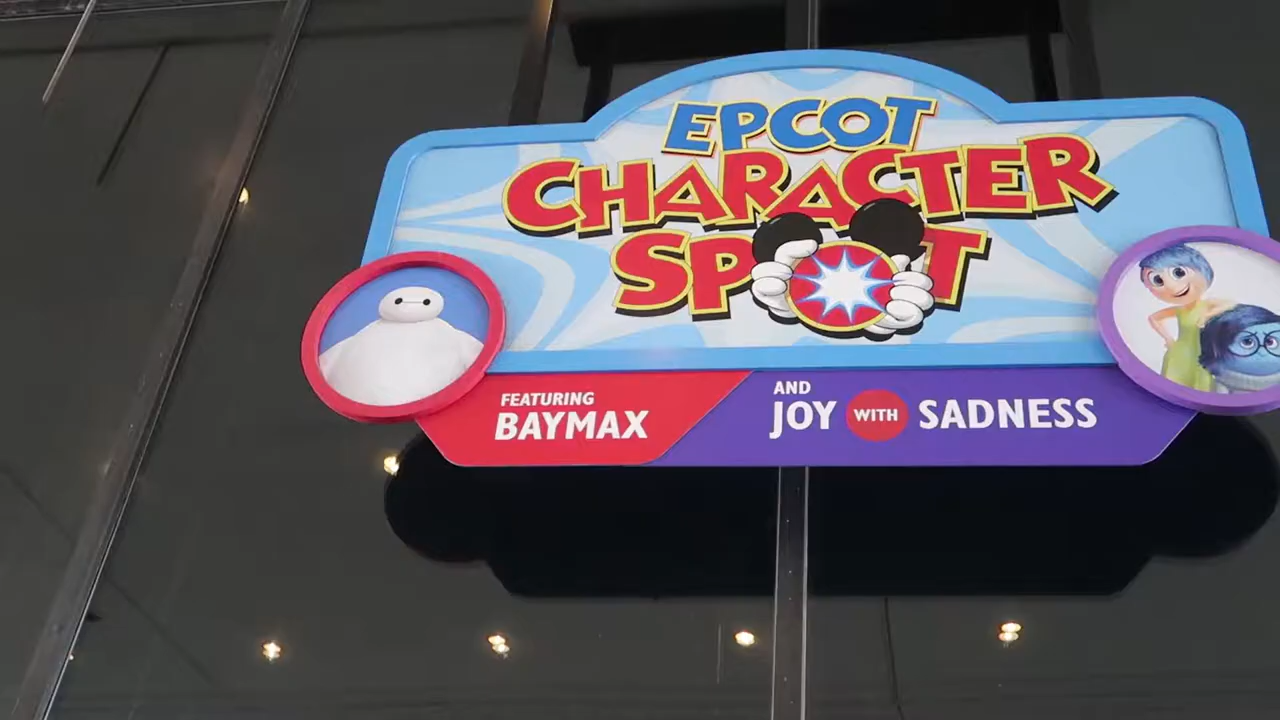 EPCOT
CHARACTER
SPOT
FEATURING
BAYMAX
AND
JOY WITH SADNESS